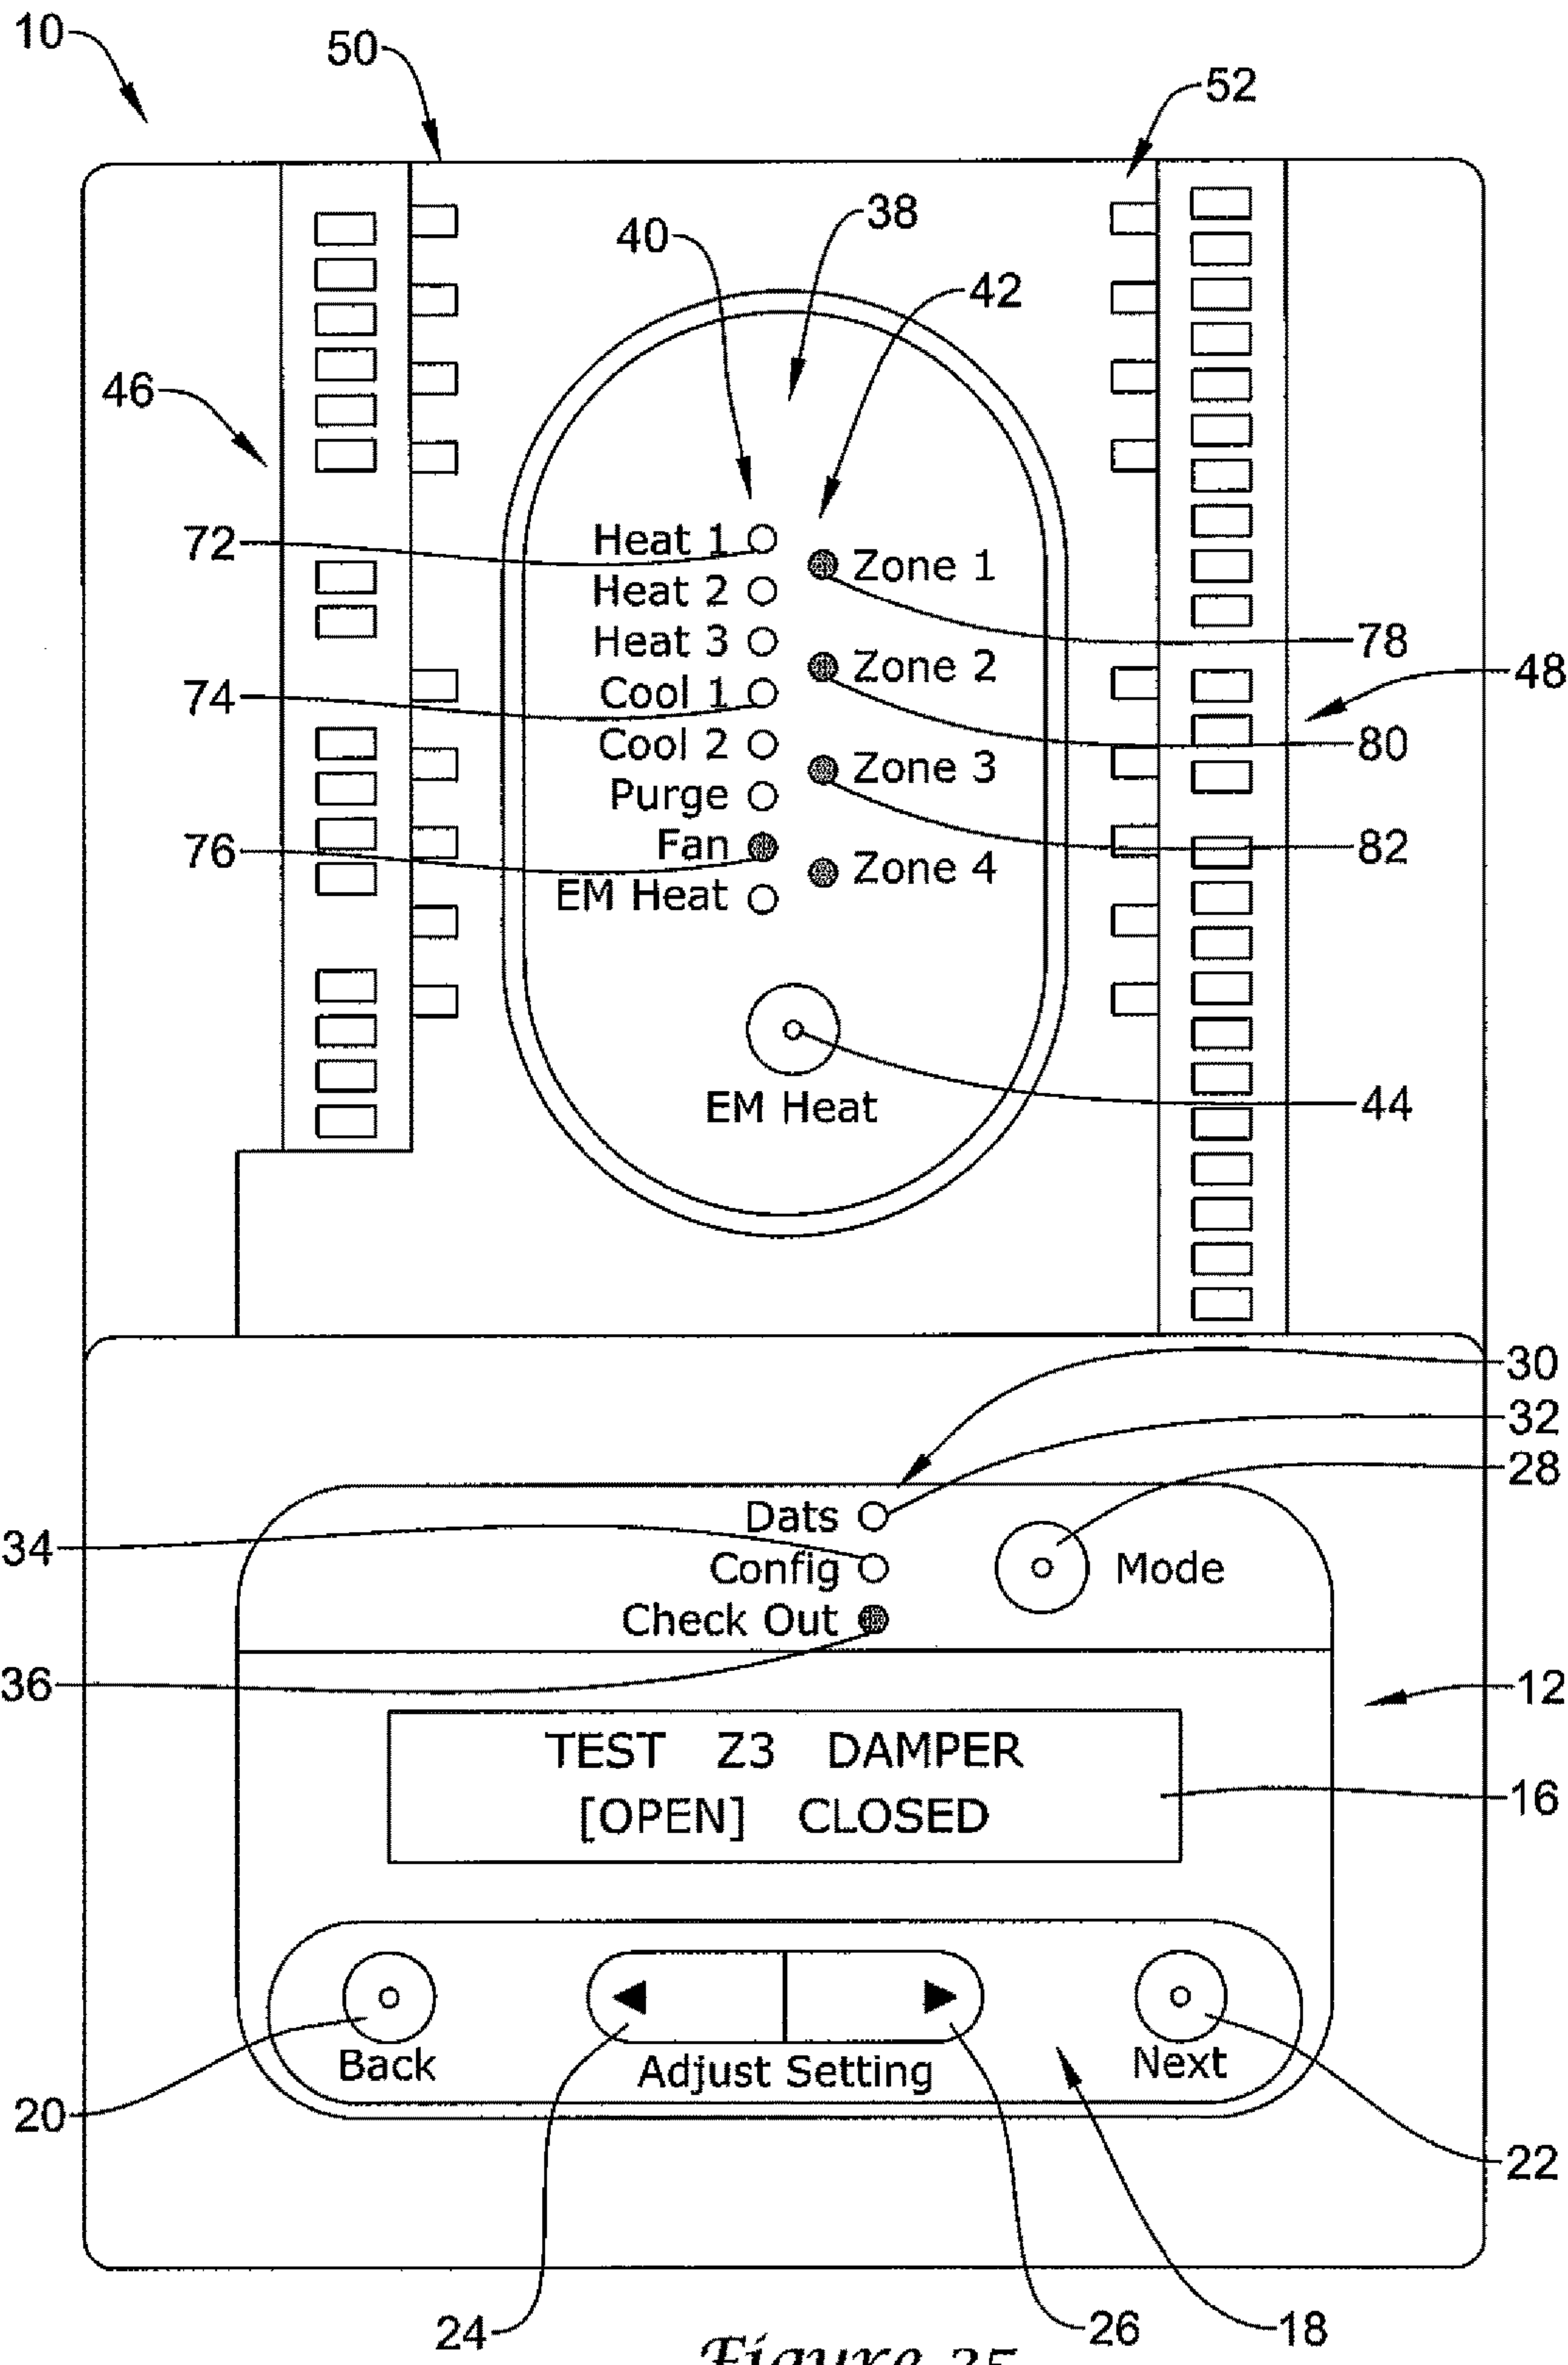 10
50
52
38
40
42
46
72 Heat 1
Zone 1
Heat 2
Heat 3
78
Zone 2
48
74 Cool 1
Cool 2
80
Zone 3
Purge
76 Fan
82
Zone 4
EM Heat
44
EM Heat
30
32
28
Dats
34 Config
Mode
Check Out
36
12
TEST Z3 DAMPER
16
[OPEN] CLOSED
Back
Adjust Setting
Next
20
22
24
26
18
Figure 35